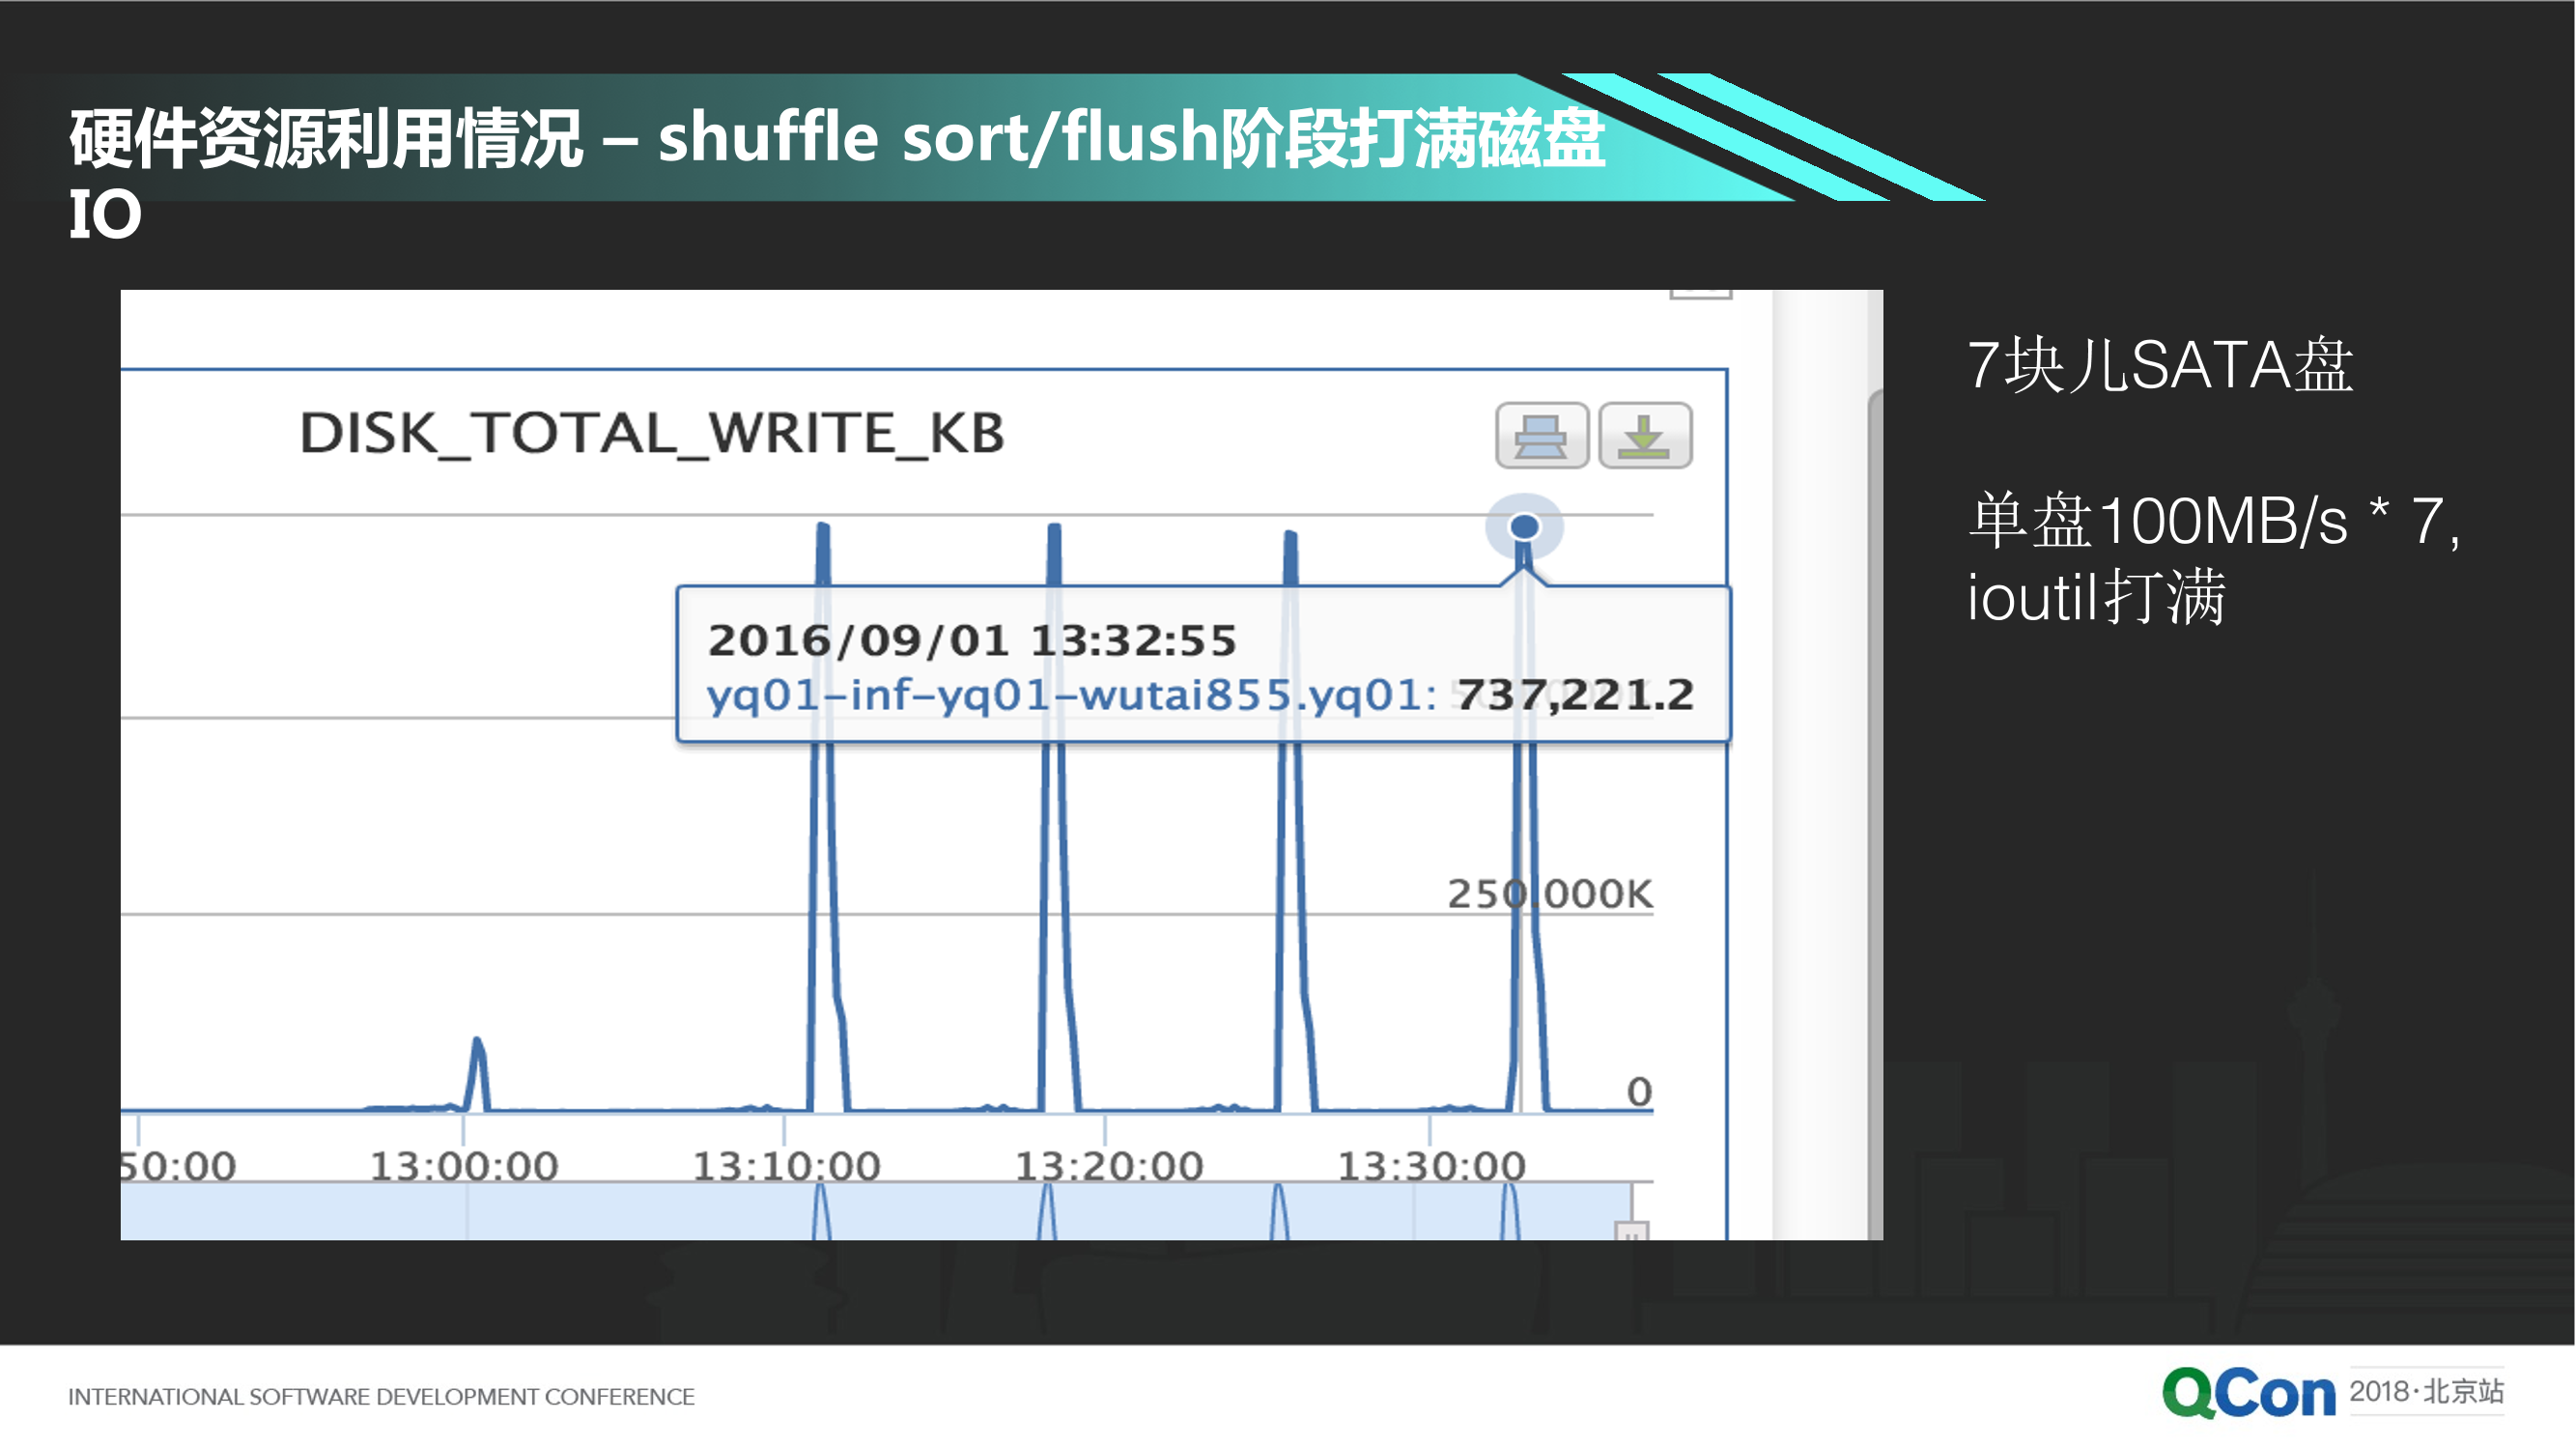 硬件资源利用情况 – shuffle sort/flush阶段打满磁盘
IO
7块儿SATA盘
单盘100MB/s * 7,
ioutil打满
DISK_TOTAL_WRITE_KB
2016/09/01 13:32:55
yq01-inf-yq01-wutai855.yq01: 737,221.2
250.000K
0
50:00 13:00:00 13:10:00 13:20:00 13:30:00
INTERNATIONAL SOFTWARE DEVELOPMENT CONFERENCE
QCon 2018·北京站